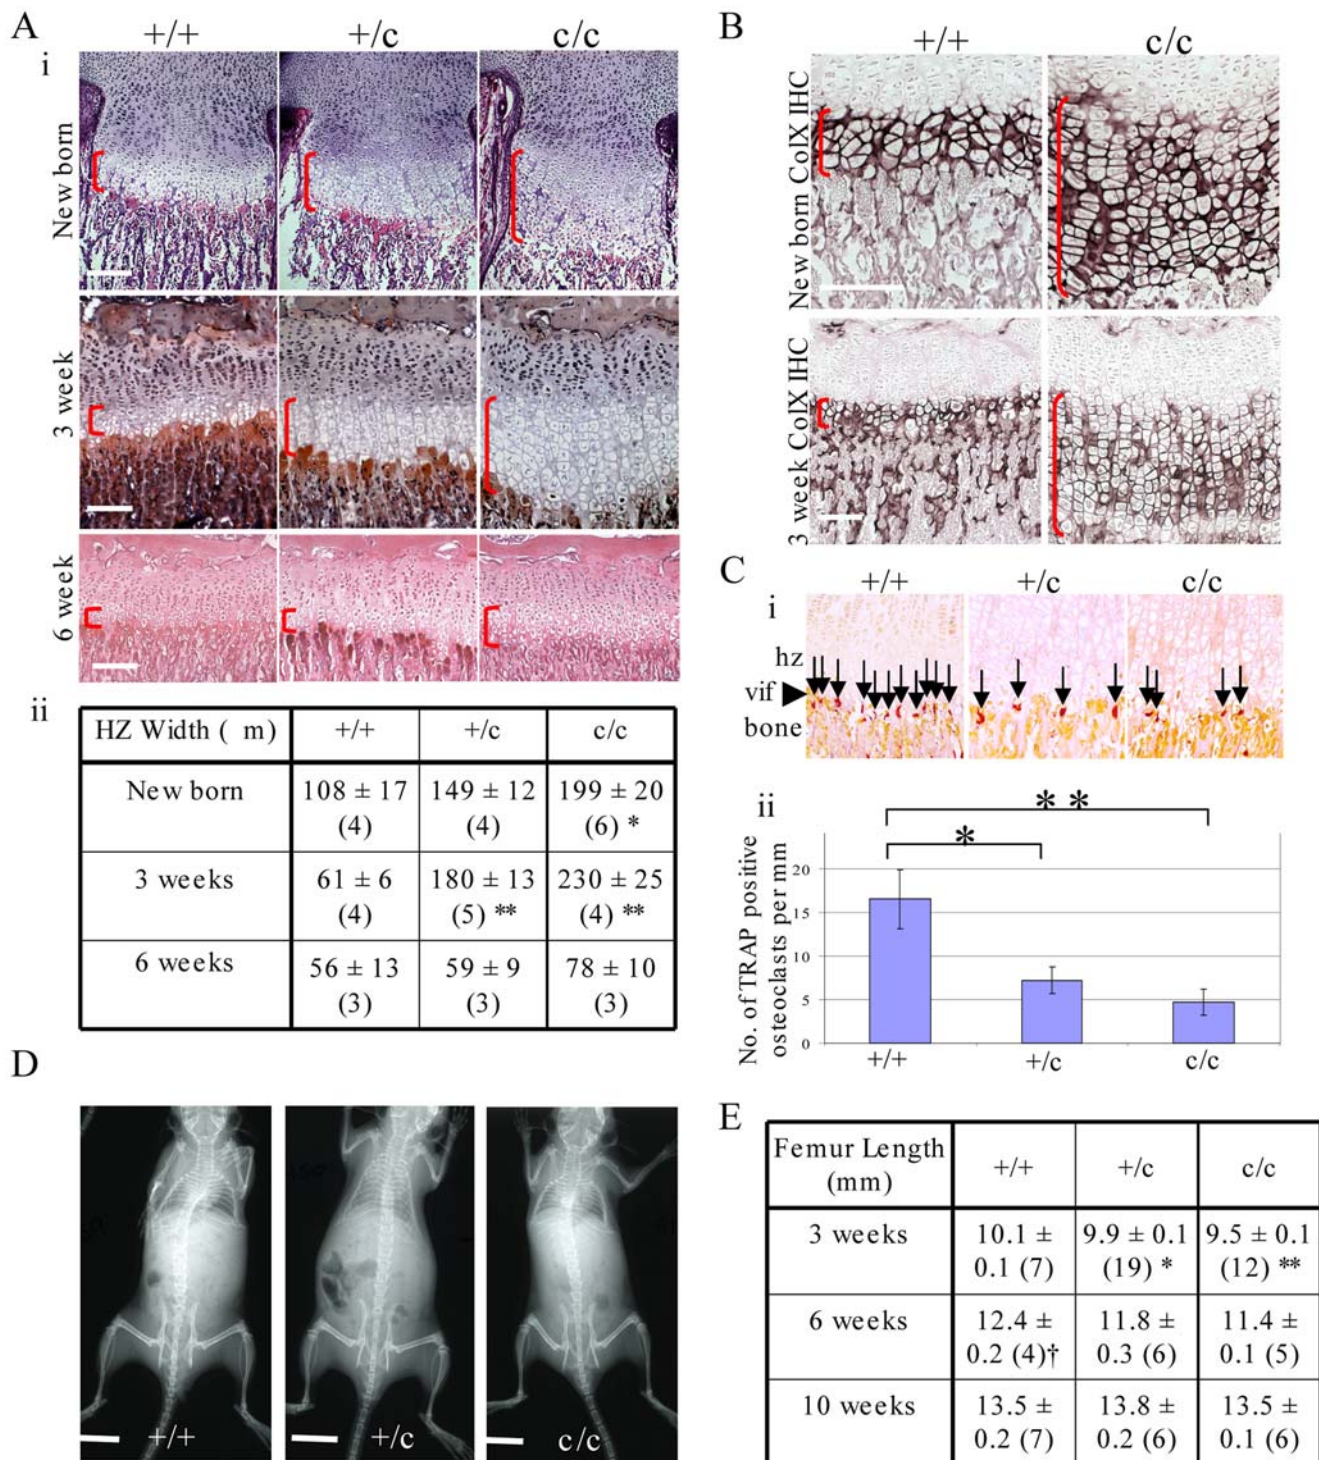 A
+/+ +/c c/c
i
New born
3 week
6 week
ii
HZ Width ( m) +/+ +/c c/c
New born 108 ± 17 (4) 149 ± 12 (4) 199 ± 20 (6) *
3 weeks 61 ± 6 (4) 180 ± 13 (5) ** 230 ± 25 (4) **
6 weeks 56 ± 13 (3) 59 ± 9 (3) 78 ± 10 (3)
B
+/+ c/c
New born ColX IHC
3 week ColX IHC
C
+/+ +/c c/c
i
hz
vif
bone
ii
* *
*
No. of TRAP positive
osteoclasts per mm
20
15
10
5
0
+/+ +/c c/c
D
+/+ +/c c/c
E
Femur Length (mm) +/+ +/c c/c
3 weeks 10.1 ± 0.1 (7) 9.9 ± 0.1 (19) * 9.5 ± 0.1 (12) **
6 weeks 12.4 ± 0.2 (4)† 11.8 ± 0.3 (6) 11.4 ± 0.1 (5)
10 weeks 13.5 ± 0.2 (7) 13.8 ± 0.2 (6) 13.5 ± 0.1 (6)